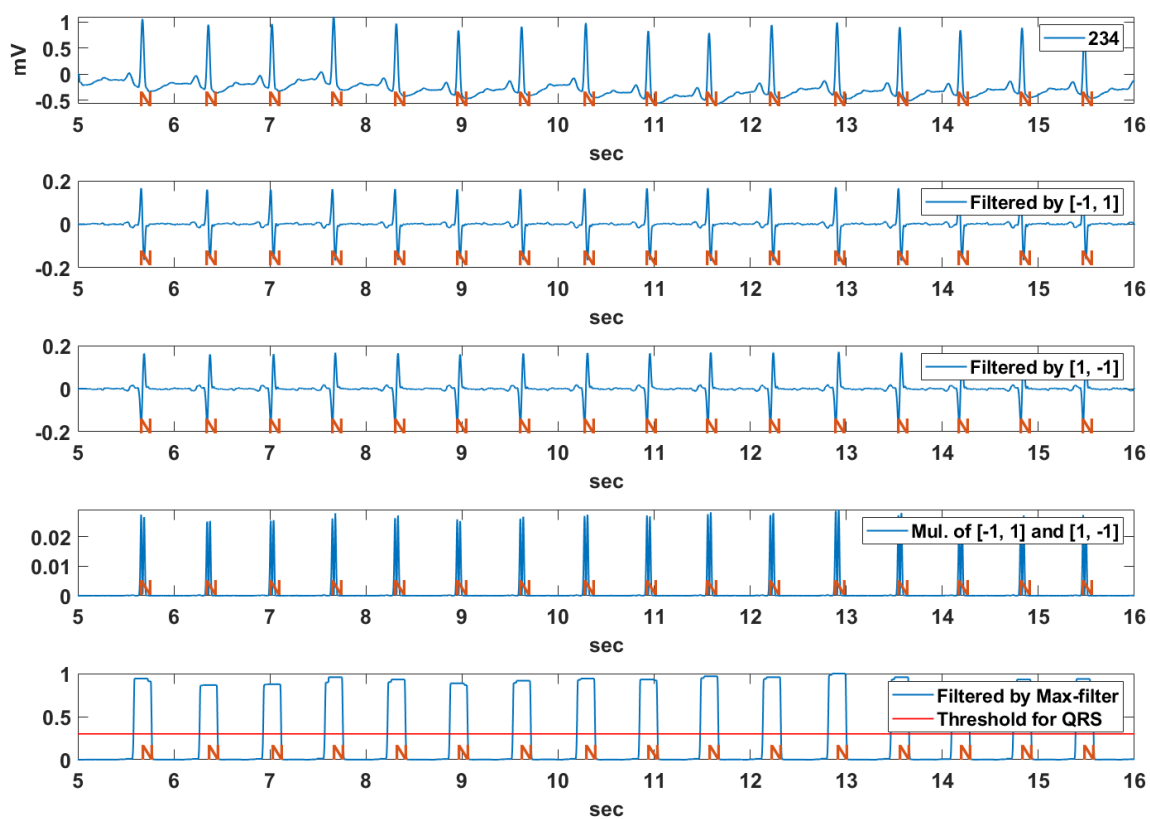 mV
1
0.5
0
-0.5
234
N N N N N N N N N N N N N N N
5 6 7 8 9 10 11 12 13 14 15 16
sec
0.2
0
-0.2
Filtered by [-1, 1]
N N N N N N N N N N N N N N N
5 6 7 8 9 10 11 12 13 14 15 16
sec
0.2
0
-0.2
Filtered by [1, -1]
N N N N N N N N N N N N N N N
5 6 7 8 9 10 11 12 13 14 15 16
sec
0.02
0.01
0
Mul. of [-1, 1] and [1, -1]
N N N N N N N N N N N N N N N
5 6 7 8 9 10 11 12 13 14 15 16
sec
1
0.5
0
Filtered by Max-filter
Threshold for QRS
N N N N N N N N N N N N N N N
5 6 7 8 9 10 11 12 13 14 15 16
sec